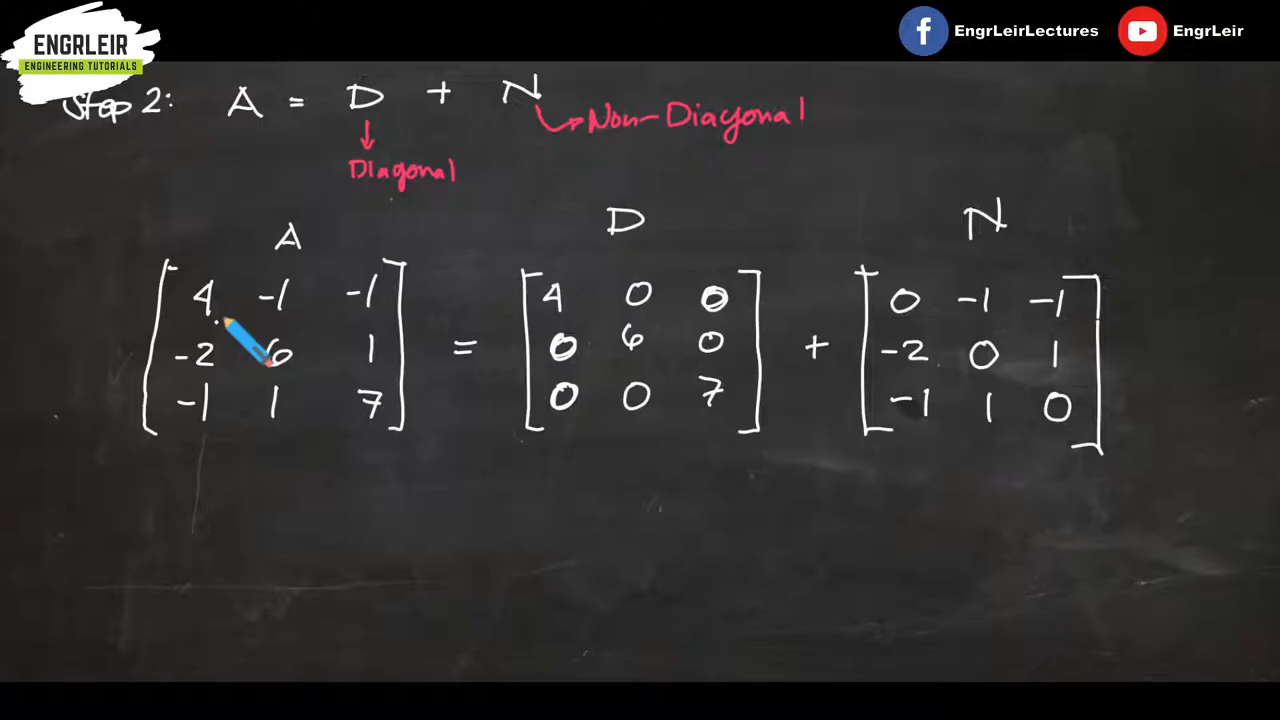 ENGRLEIR
ENGINEERING TUTORIALS
EngrLeirLectures
EngrLeir
Step 2: A = D + N
Non-Diagonal
Diagonal
A D N
4 -1 -1 4 0 0 0 -1 -1
-2 6 1 = 0 6 0 + -2 0 1
-1 1 7 0 0 7 -1 1 0